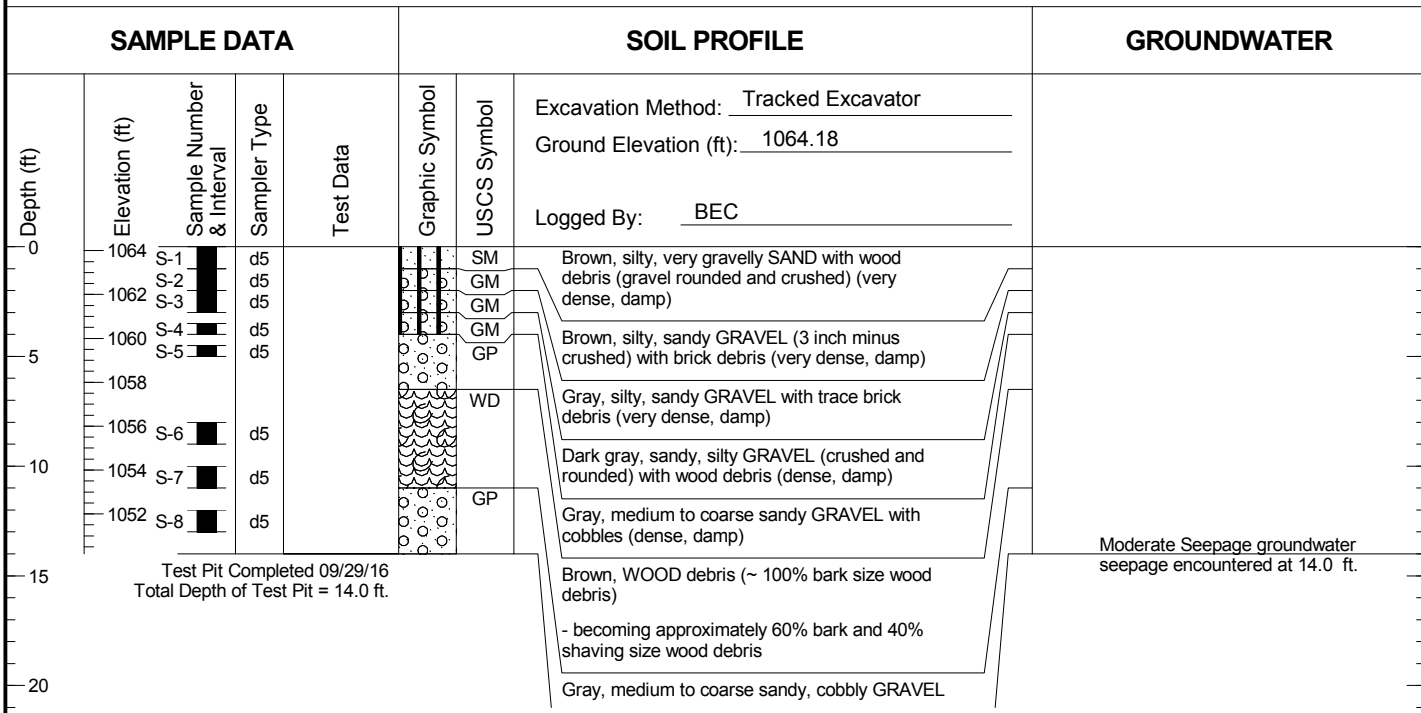 SAMPLE DATA
SOIL PROFILE
GROUNDWATER
Depth (ft)
Elevation (ft)
Sample Number
& Interval
Sampler Type
Test Data
Graphic Symbol
USCS Symbol
Excavation Method: Tracked Excavator
Ground Elevation (ft): 1064.18
Logged By: BEC
0
5
10
15
20
1064
1062
1060
1058
1056
1054
1052
S-1 d5
S-2 d5
S-3 d5
S-4 d5
S-5 d5
S-6 d5
S-7 d5
S-8 d5
SM
GM
GM
GM
GP
WD
GP
Brown, silty, very gravelly SAND with wood
debris (gravel rounded and crushed) (very
dense, damp)
Brown, silty, sandy GRAVEL (3 inch minus
crushed) with brick debris (very dense, damp)
Gray, silty, sandy GRAVEL with trace brick
debris (very dense, damp)
Dark gray, sandy, silty GRAVEL (crushed and
rounded) with wood debris (dense, damp)
Gray, medium to coarse sandy GRAVEL with
cobbles (dense, damp)
Brown, WOOD debris (~ 100% bark size wood
debris)
- becoming approximately 60% bark and 40%
shaving size wood debris
Gray, medium to coarse sandy, cobbly GRAVEL
Test Pit Completed 09/29/16
Total Depth of Test Pit = 14.0 ft.
Moderate Seepage groundwater
seepage encountered at 14.0 ft.